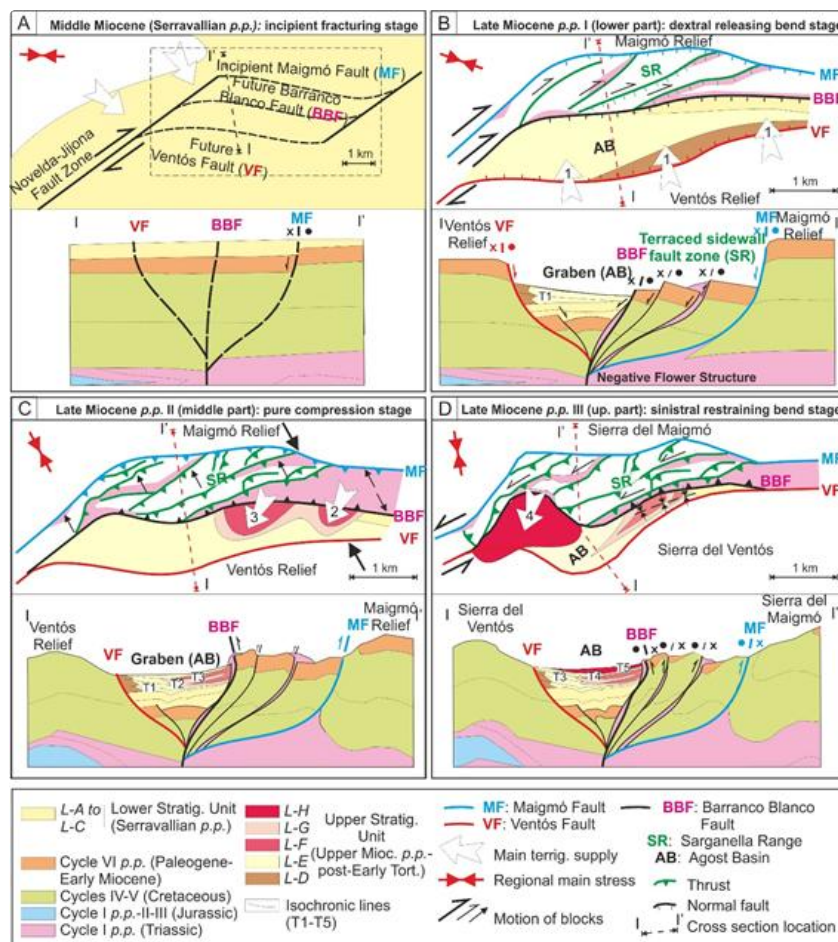 A Middle Miocene (Serravallian p.p.): incipient fracturing stage
I'
Incipient Maigmó Fault (MF)
Future Barranco
Blanco Fault (BBF)
Novelda-Jijona
Fault Zone
Future I
Ventós Fault (VF)
1 km
I I'
VF BBF MF
X I ●
B Late Miocene p.p. I (lower part): dextral releasing bend stage
I' Maigmó Relief
MF
SR
BBF
AB
VF
1 1 1
Ventós Relief
I
1 km
I Ventós VF
Relief X I ●
MF Maigmó
X I ● Relief
Terraced sidewall
BBF fault zone (SR)
Graben (AB) X I ● X / ● X / ●
T1
Negative Flower Structure
C Late Miocene p.p. II (middle part): pure compression stage
I'
Maigmó Relief
SR
MF
3 2
BBF
VF
Ventós Relief
I
1 km
I I'
Ventós
Relief
Maigmó
Relief
BBF MF
VF Graben (AB)
T1 T2 T3
D Late Miocene p.p. III (up. part): sinistral restraining bend stage
I' Sierra del Maigmó
SR
MF
BBF
4
VF
AB
Sierra del Ventós
I
1 km
I Sierra del
Ventós
Sierra del
Maigmó I'
AB BBF MF
VF ● / X ● / X ● / X ● I X
T3 T4 T5
L-A to
L-C
Lower Stratig. Unit
(Serravallian p.p.)
Cycle VI p.p. (Paleogene-
Early Miocene)
Cycles IV-V (Cretaceous)
Cycle I p.p.-II-III (Jurassic)
Cycle I p.p. (Triassic)
L-H
L-G
L-F
L-E
L-D
Upper Stratig.
Unit
(Upper Mioc. p.p.-
post-Early Tort.)
Isochronic lines
(T1-T5)
MF: Maigmó Fault
VF: Ventós Fault
Main terrig. supply
Regional main stress
Motion of blocks
BBF: Barranco Blanco
Fault
SR: Sarganella Range
AB: Agost Basin
Thrust
Normal fault
I I' Cross section location